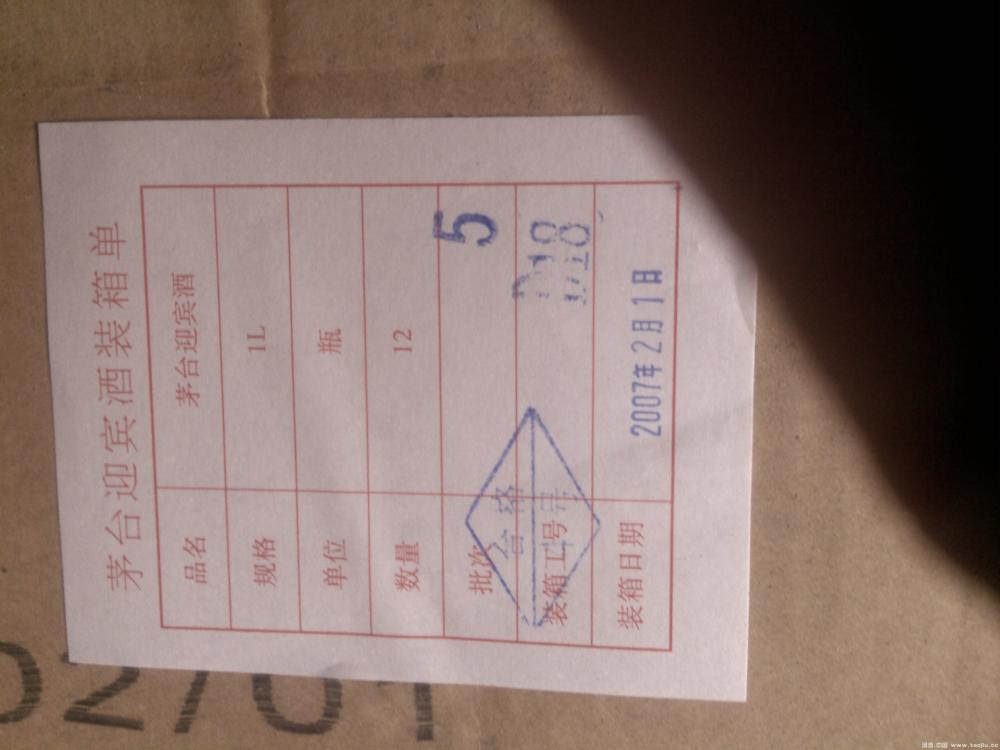 茅台迎宾酒装箱单
品名 茅台迎宾酒
规格 1L
单位 瓶
数量 12
批次 5
装箱工号 D18
装箱日期 2007年2月1日
合格